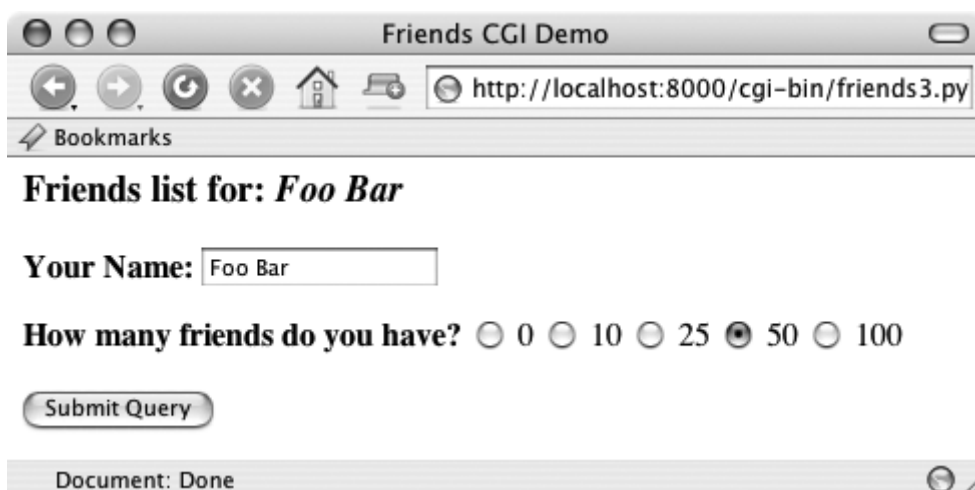 Friends CGI Demo
http://localhost:8000/cgi-bin/friends3.py
Bookmarks
Friends list for: Foo Bar
Your Name: Foo Bar
How many friends do you have? 0 10 25 50 100
Submit Query
Document: Done